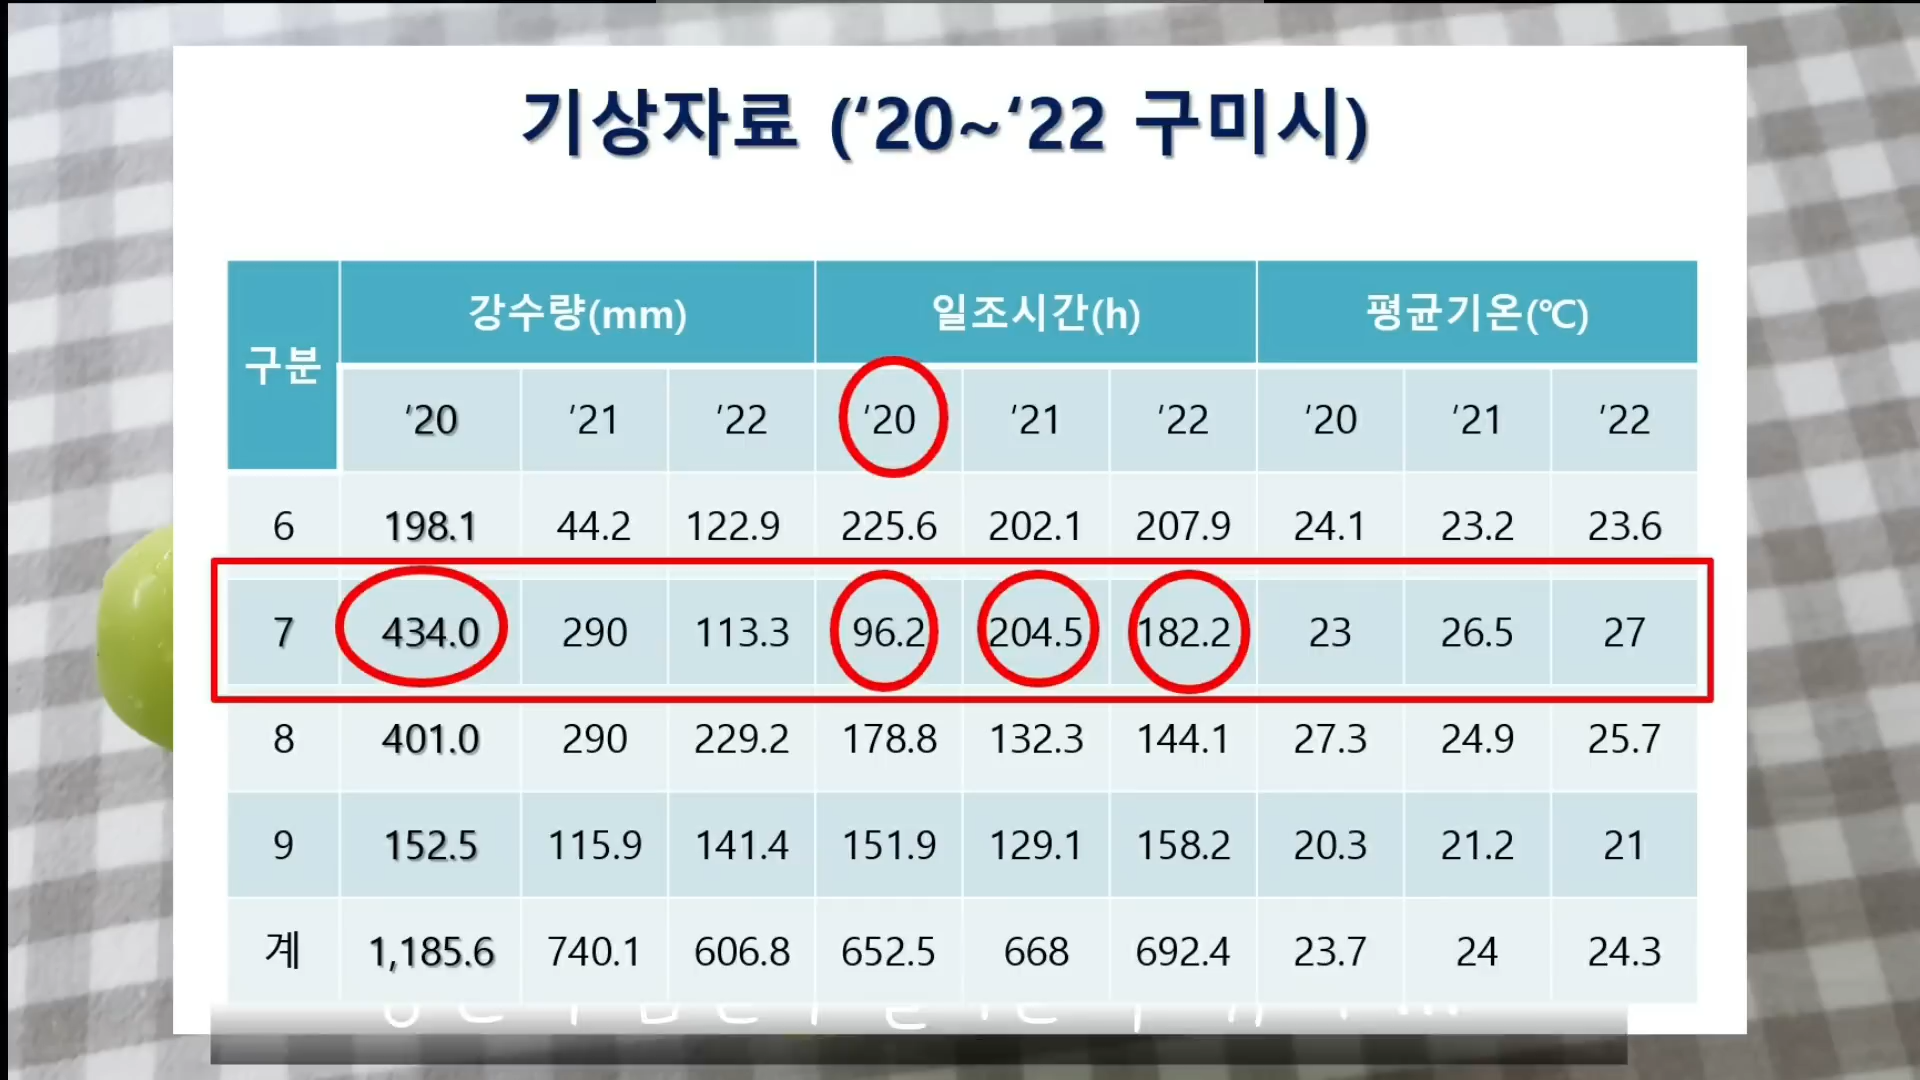 기상자료 (‘20~‘22 구미시)
구분 강수량(mm) 일조시간(h) 평균기온(℃)
‘20 ’21 ’22 ‘20 ‘21 ‘22 ‘20 ‘21 ‘22
6 198.1 44.2 122.9 225.6 202.1 207.9 24.1 23.2 23.6
7 434.0 290 113.3 96.2 204.5 182.2 23 26.5 27
8 401.0 290 229.2 178.8 132.3 144.1 27.3 24.9 25.7
9 152.5 115.9 141.4 151.9 129.1 158.2 20.3 21.2 21
계 1,185.6 740.1 606.8 652.5 668 692.4 23.7 24 24.3